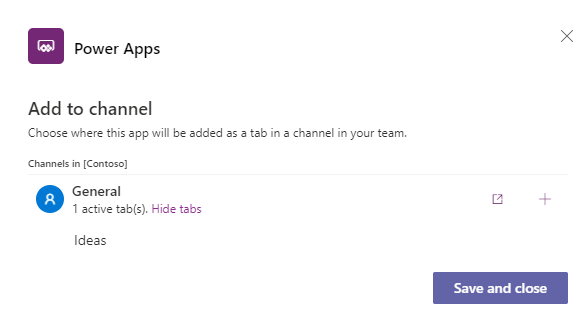 Power Apps
Add to channel
Choose where this app will be added as a tab in a channel in your team.
Channels in [Contoso]
General
1 active tab(s). Hide tabs
Ideas
Save and close